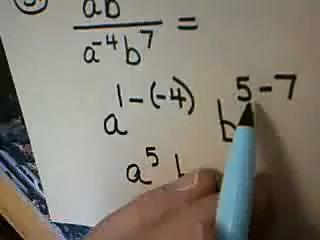 ab
a⁻⁴b⁷ =
a¹⁻⁽⁻⁴⁾ b⁵⁻⁷
a⁵